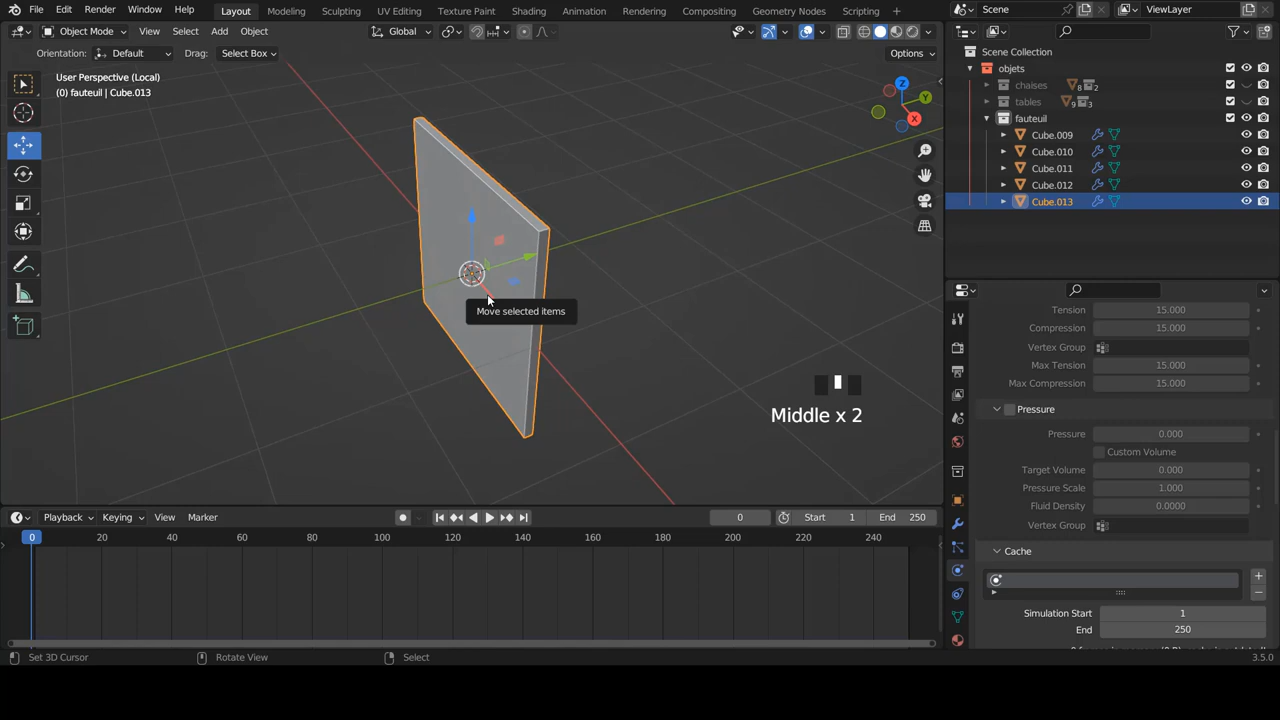 File Edit Render Window Help
Layout Modeling Sculpting UV Editing Texture Paint Shading Animation Rendering Compositing Geometry Nodes Scripting +
Scene ViewLayer
Object Mode View Select Add Object Global
Orientation: Default Drag: Select Box Options
User Perspective (Local)
(0) fauteuil | Cube.013
Z Y X
Move selected items
Middle x 2
Scene Collection
objets
chaises 8 2
tables 9 3
fauteuil
Cube.009
Cube.010
Cube.011
Cube.012
Cube.013
Tension 15.000
Compression 15.000
Vertex Group
Max Tension 15.000
Max Compression 15.000
Pressure
Pressure 0.000
Custom Volume
Target Volume 0.000
Pressure Scale 1.000
Fluid Density 0.0000
Vertex Group
Cache
Simulation Start 1
End 250
Playback Keying View Marker 0 Start 1 End 250
0 20 40 60 80 100 120 140 160 180 200 220 240
Set 3D Cursor Rotate View Select 3.5.0